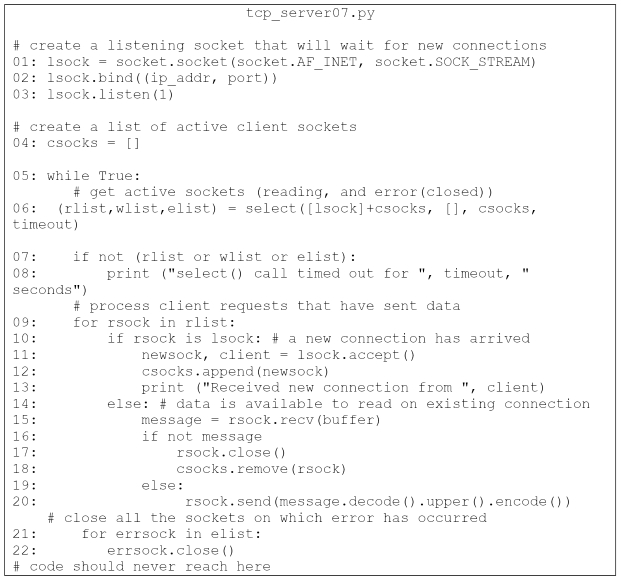 tcp_server07.py
# create a listening socket that will wait for new connections
01: lsock = socket.socket(socket.AF_INET, socket.SOCK_STREAM)
02: lsock.bind((ip_addr, port))
03: lsock.listen(1)
# create a list of active client sockets
04: csocks = []
05: while True:
# get active sockets (reading, and error(closed))
06: (rlist,wlist,elist) = select([lsock]+csocks, [], csocks,
timeout)
07: if not (rlist or wlist or elist):
08: print ("select() call timed out for ", timeout, "
seconds")
# process client requests that have sent data
09: for rsock in rlist:
10: if rsock is lsock: # a new connection has arrived
11: newsock, client = lsock.accept()
12: csocks.append(newsock)
13: print ("Received new connection from ", client)
14: else: # data is available to read on existing connection
15: message = rsock.recv(buffer)
16: if not message
17: rsock.close()
18: csocks.remove(rsock)
19: else:
20: rsock.send(message.decode().upper().encode())
# close all the sockets on which error has occurred
21: for errsock in elist:
22: errsock.close()
# code should never reach here